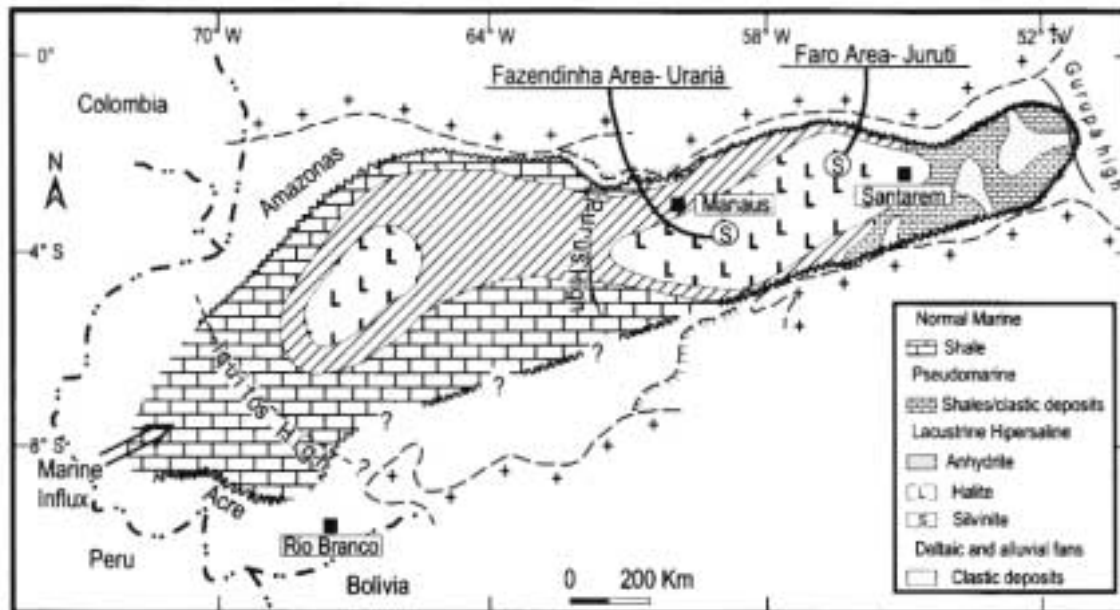 70 W
64 W
58 W
52 W
0°
Colombia
Fazendinha Area- Urariá
Faro Area- Juruti
Gurupá high
N
Amazonas
Purus High
Manaus
Santarem
4° S
Iquitos High
?
?
?
?
8° S
Marine
Influx
Acre
Peru
Rio Branco
Bolivia
0 200 Km
L
S
S
Normal Marine
Shale
Pseudomarine
Shales/clastic deposits
Lacustrine Hipersaline
Anhydrite
L Halite
S Silvinite
Deltaic and alluvial fans
Clastic deposits